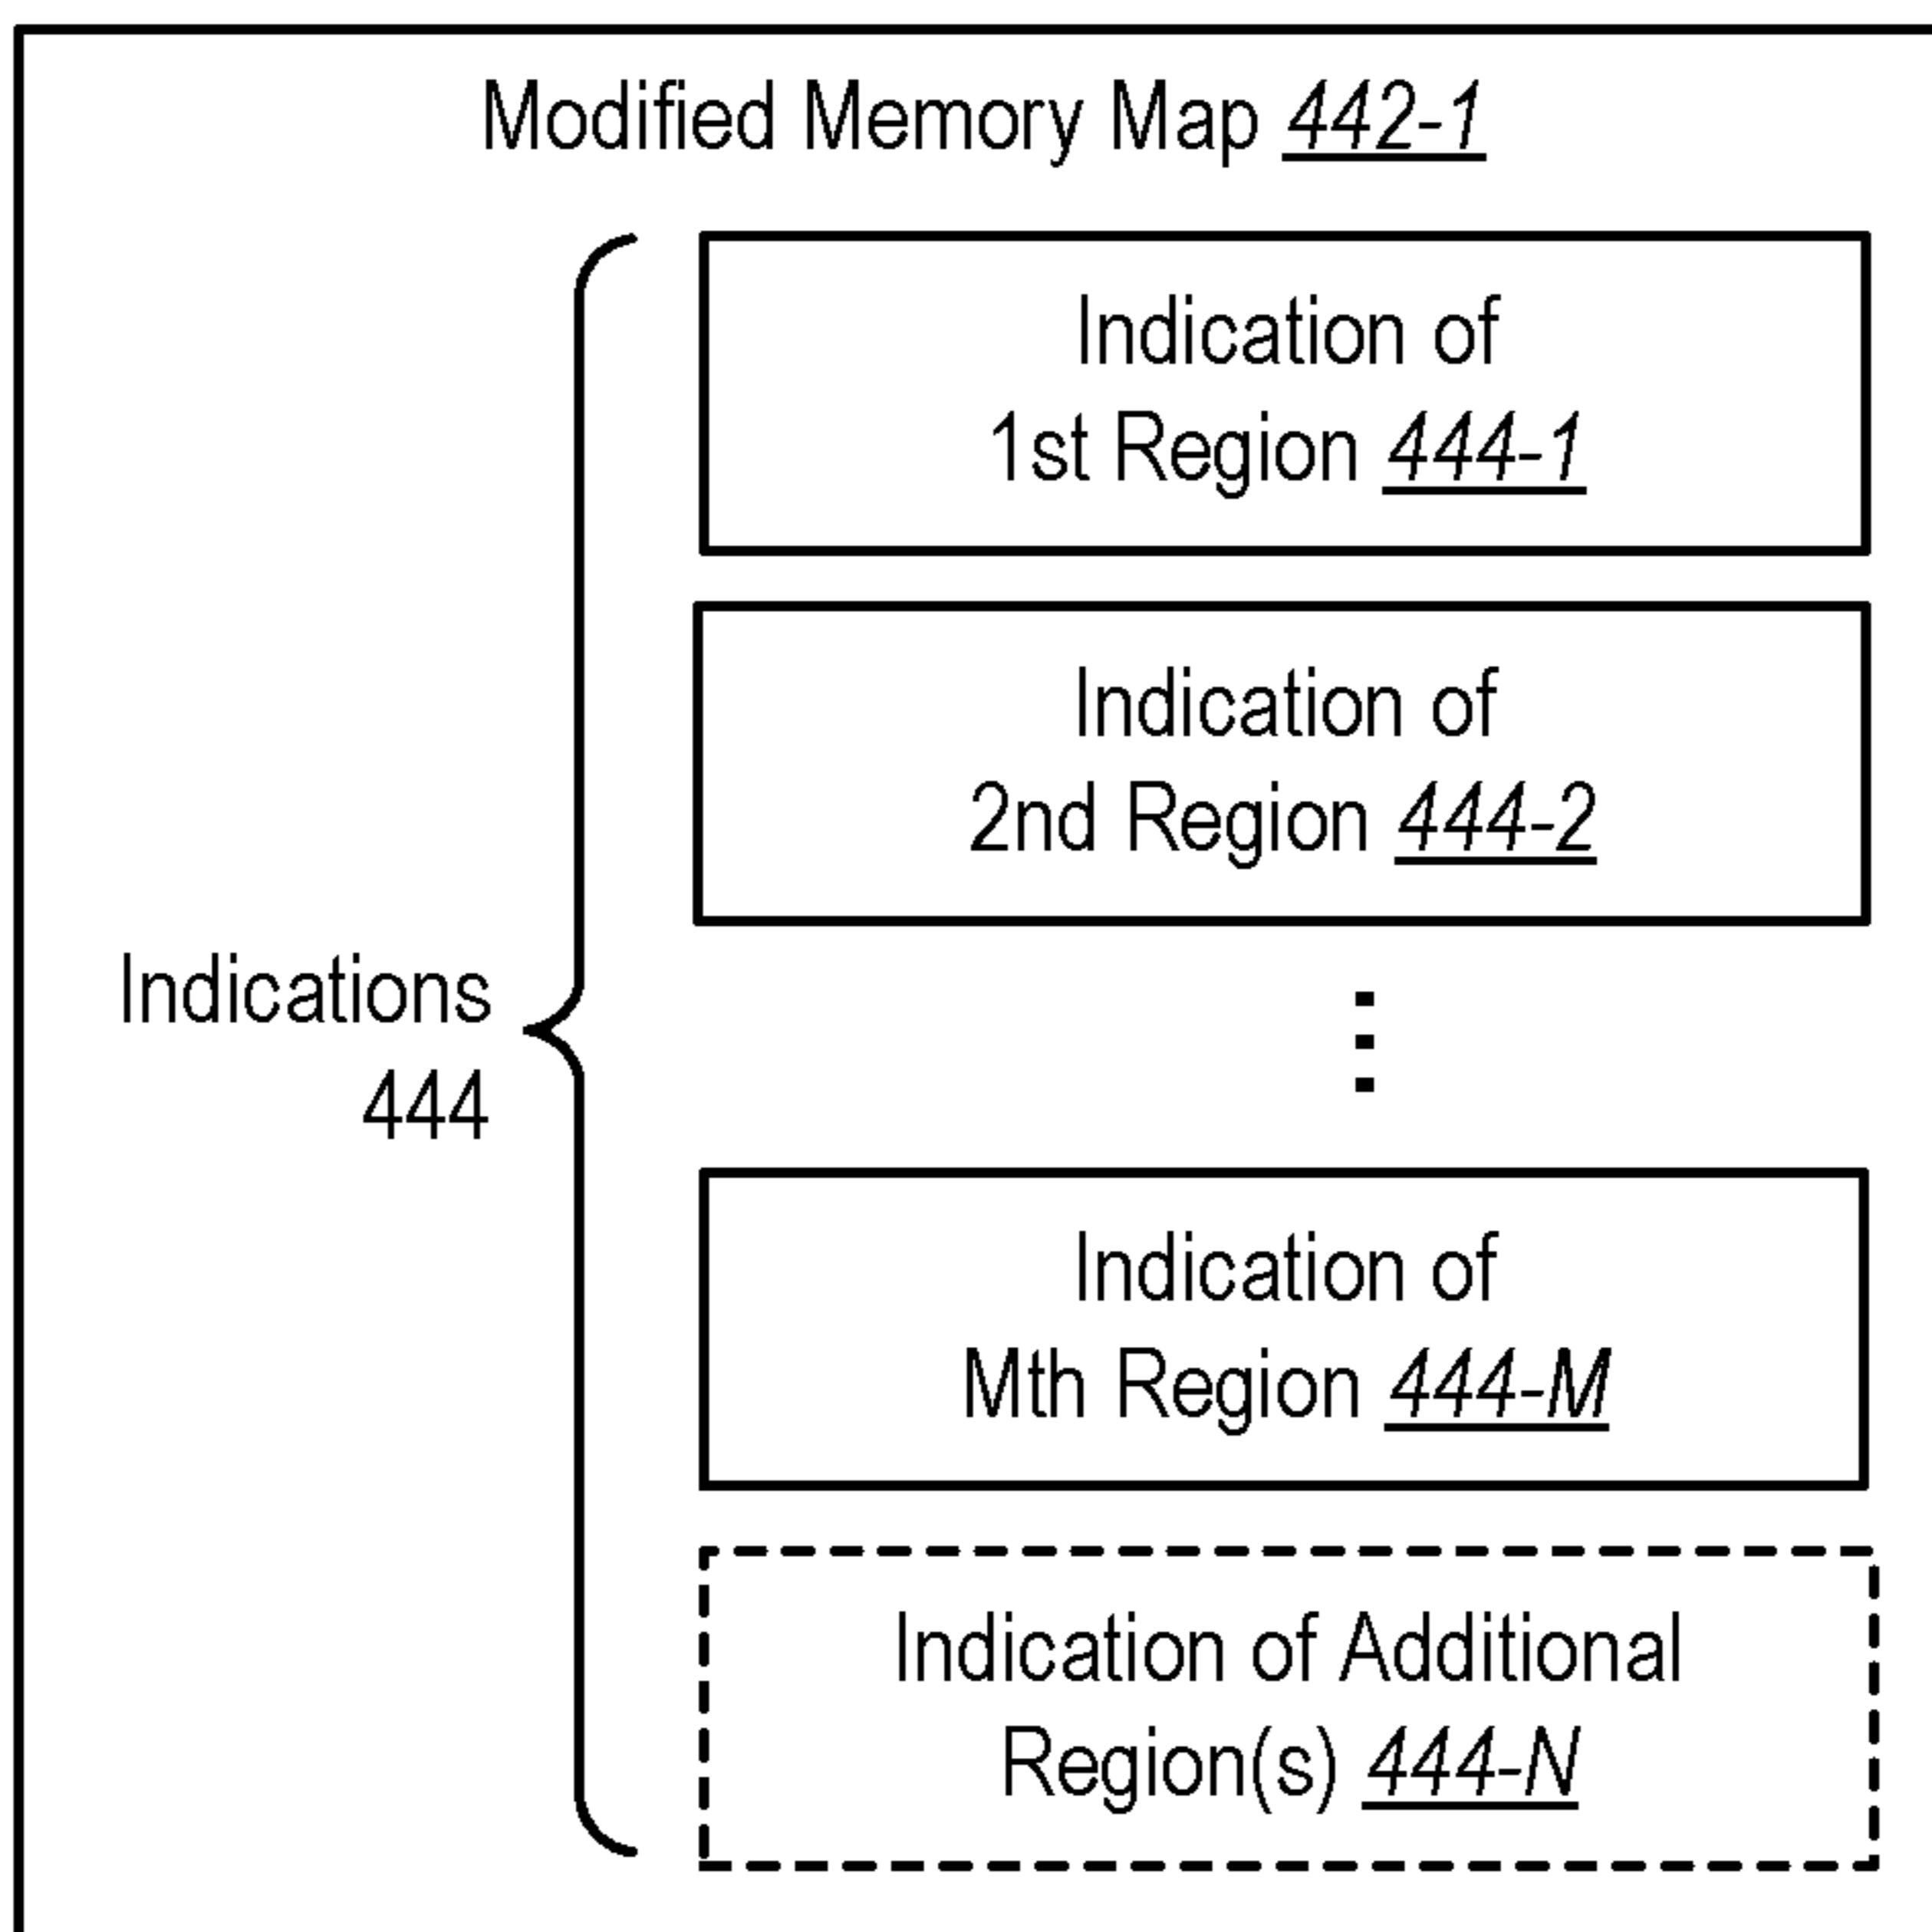 Modified Memory Map 442-1
Indication of
1st Region 444-1
Indication of
2nd Region 444-2
Indications
444
Indication of
Mth Region 444-M
Indication of Additional
Region(s) 444-N